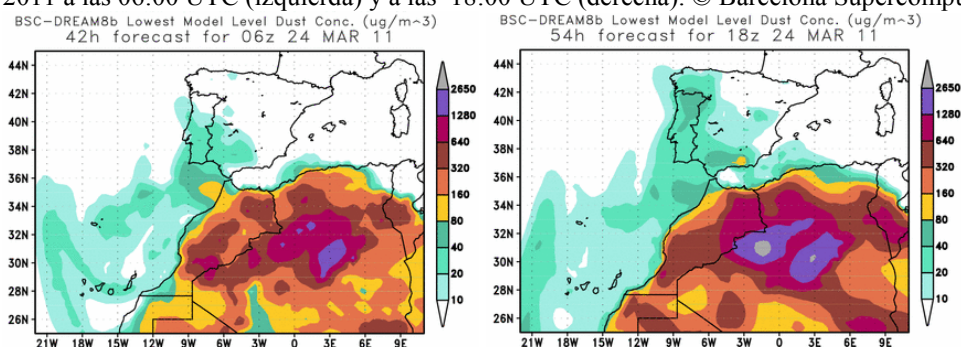 2011 a las 06:00 UTC (izquierda) y a las 18:00 UTC (derecha). © Barcelona Supercompu
BSC-DREAM8b Lowest Model Level Dust Conc. (ug/m^3)
42h forecast for 06z 24 MAR 11
44N
42N
40N
38N
36N
34N
32N
30N
28N
26N
21W 18W 15W 12W 9W 6W 3W 0 3E 6E 9E
2650
1280
640
320
160
80
40
20
10
BSC-DREAM8b Lowest Model Level Dust Conc. (ug/m^3)
54h forecast for 18z 24 MAR 11
44N
42N
40N
38N
36N
34N
32N
30N
28N
26N
21W 18W 15W 12W 9W 6W 3W 0 3E 6E 9E
2650
1280
640
320
160
80
40
20
10